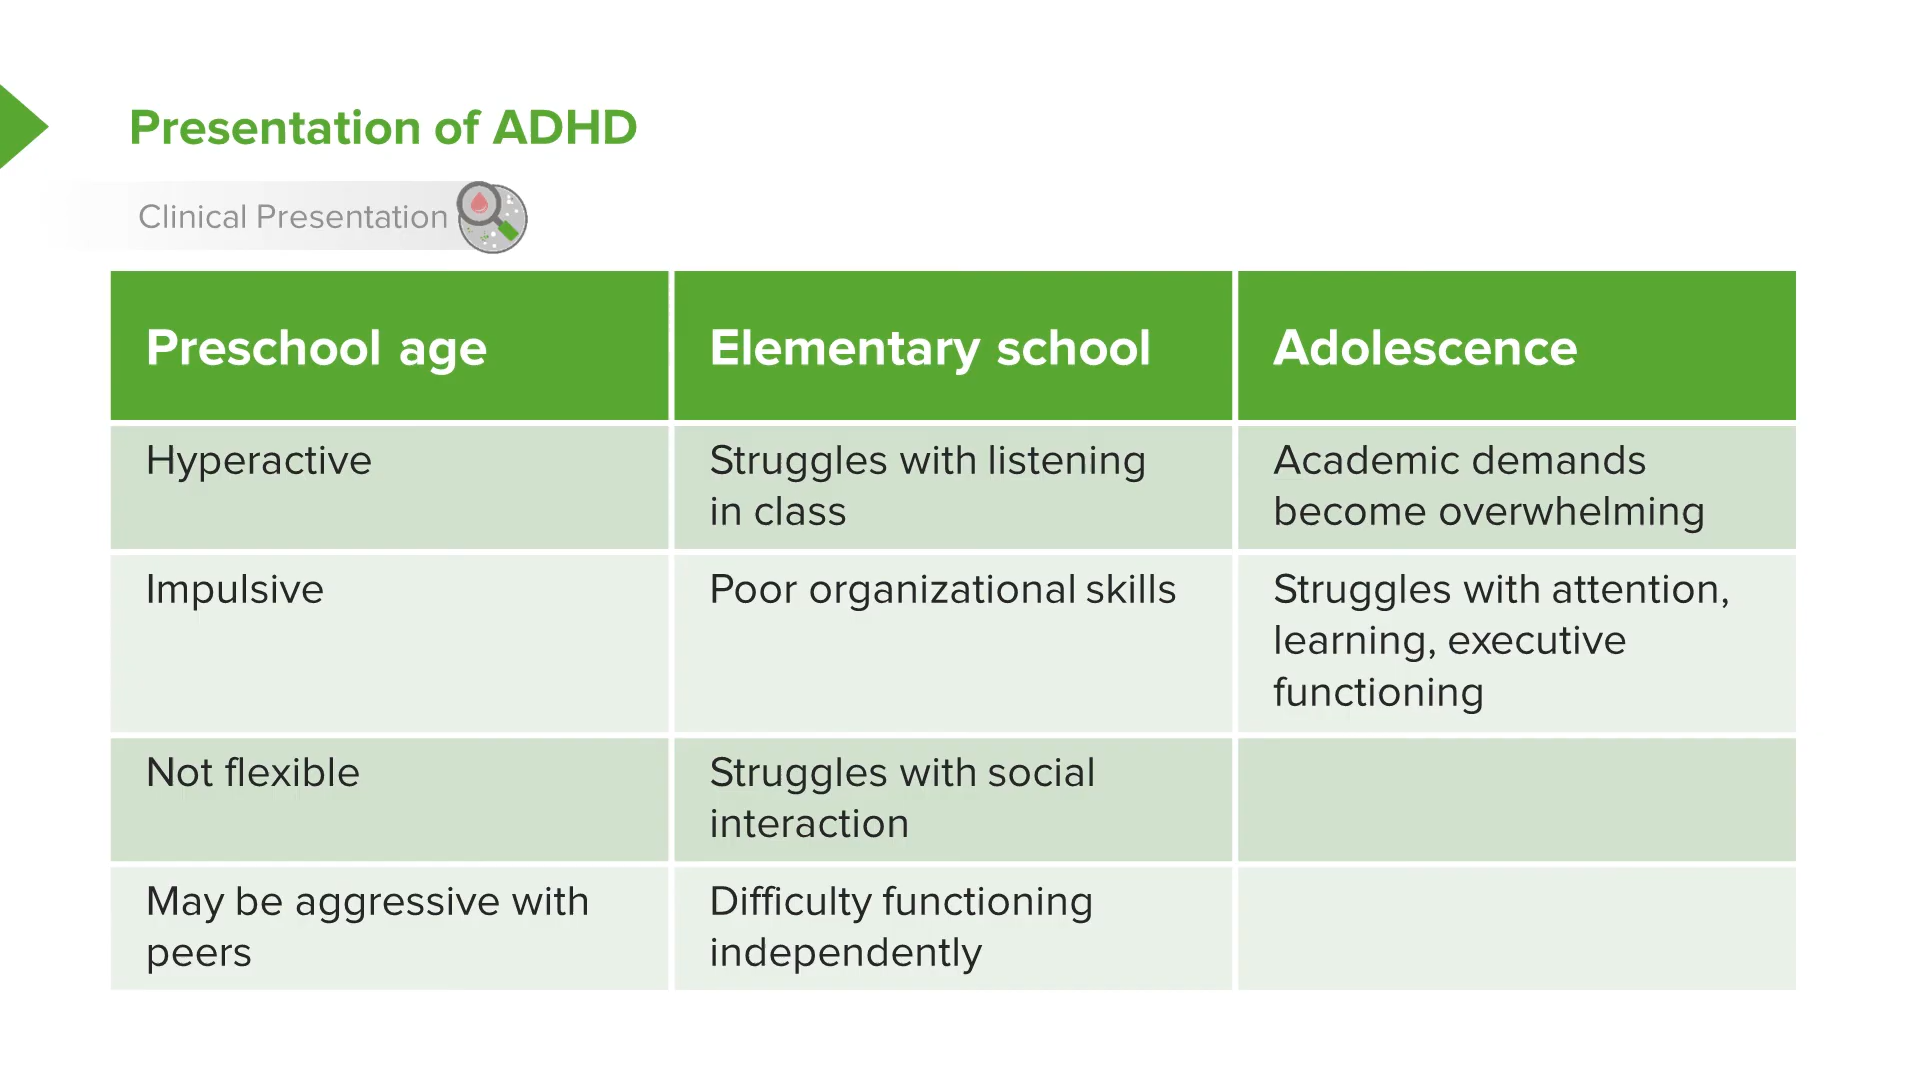 Presentation of ADHD
Clinical Presentation
Preschool age
Elementary school
Adolescence
Hyperactive
Struggles with listening
in class
Academic demands
become overwhelming
Impulsive
Poor organizational skills
Struggles with attention,
learning, executive
functioning
Not flexible
Struggles with social
interaction
May be aggressive with
peers
Difficulty functioning
independently